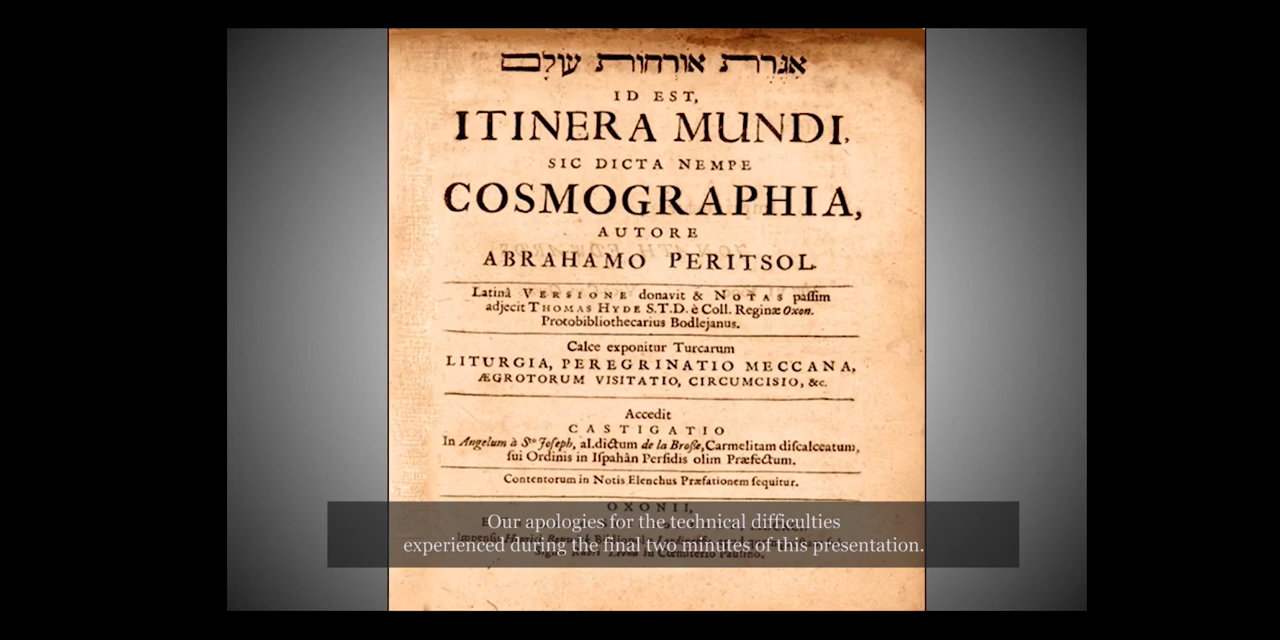 אגרת אורחות עולם
ID EST,
ITINERA MUNDI,
SIC DICTA NEMPE
COSMOGRAPHIA,
AUTORE
ABRAHAMO PERITSOL.
Latinâ VERSIONE donavit & NOTAS paſſim
adjecit THOMAS HYDE S.T.D. è Coll. Reginæ Oxon.
Protobibliothecarius Bodlejanus.
Calce exponitur Turcarum
LITURGIA, PEREGRINATIO MECCANA,
ÆGROTORUM VISITATIO, CIRCUMCISIO, &c.
Accedit
CASTIGATIO
In Angelum à Sto Joſeph, al. dictum de la Broſſe, Carmelitam diſcalceatum,
ſui Ordinis in Iſpahân Perſidis olim Præfectum.
Contentorum in Notis Elenchus Præfationem ſequitur.
OXONII,
Our apologies for the technical difficulties
experienced during the final two minutes of this presentation.